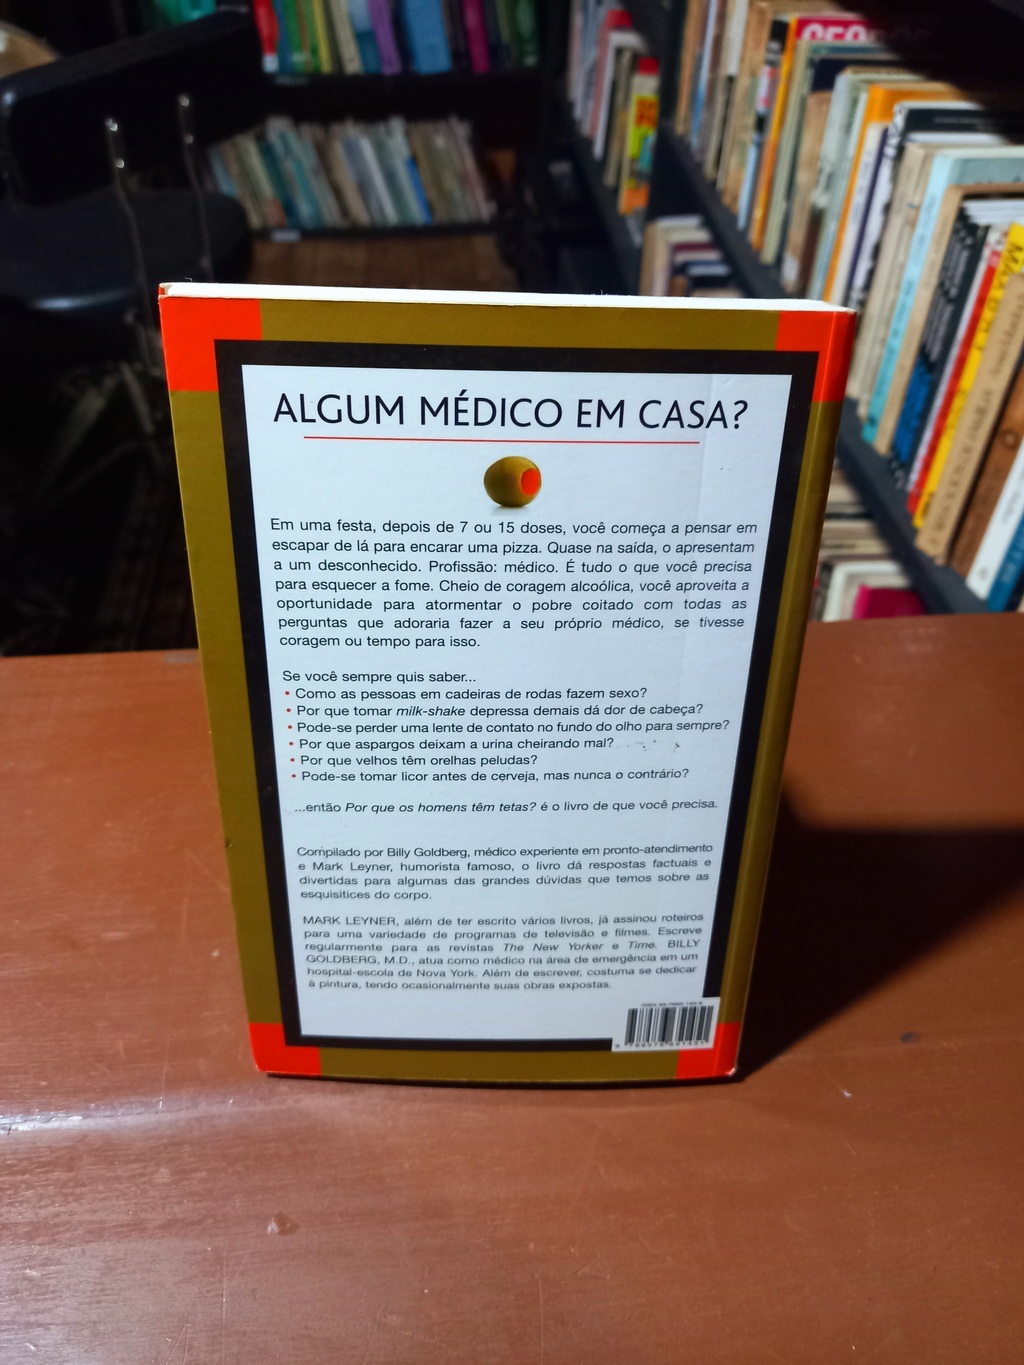 ALGUM MÉDICO EM CASA?
Em uma festa, depois de 7 ou 15 doses, você começa a pensar em
escapar de lá para encarar uma pizza. Quase na saída, o apresentam
a um desconhecido. Profissão: médico. É tudo o que você precisa
para esquecer a fome. Cheio de coragem alcoólica, você aproveita a
oportunidade para atormentar o pobre coitado com todas as
perguntas que adoraria fazer a seu próprio médico, se tivesse
coragem ou tempo para isso.
Se você sempre quis saber...
• Como as pessoas em cadeiras de rodas fazem sexo?
• Por que tomar milk-shake depressa demais dá dor de cabeça?
• Pode-se perder uma lente de contato no fundo do olho para sempre?
• Por que aspargos deixam a urina cheirando mal?
• Por que velhos têm orelhas peludas?
• Pode-se tomar licor antes de cerveja, mas nunca o contrário?
...então Por que os homens têm tetas? é o livro de que você precisa.
Compilado por Billy Goldberg, médico experiente em pronto-atendimento
e Mark Leyner, humorista famoso, o livro dá respostas factuais e
divertidas para algumas das grandes dúvidas que temos sobre as
esquisitices do corpo.
MARK LEYNER, além de ter escrito vários livros, já assinou roteiros
para uma variedade de programas de televisão e filmes. Escreve
regularmente para as revistas The New Yorker e Time. BILLY
GOLDBERG, M.D., atua como médico na área de emergência em um
hospital-escola de Nova York. Além de escrever, costuma se dedicar
à pintura, tendo ocasionalmente suas obras expostas.